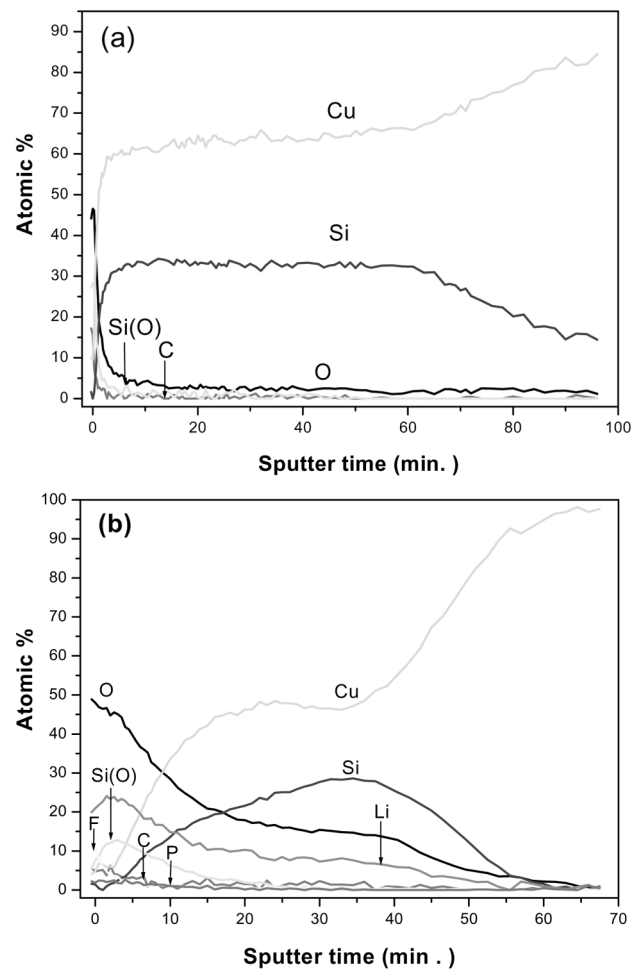 (a)
90
80
70
60
50
40
30
20
10
0
Atomic %
Cu
Si
Si(O)
C
O
0 20 40 60 80 100
Sputter time (min. )
(b)
100
90
80
70
60
50
40
30
20
10
0
Atomic %
O
Cu
Si
Si(O)
F
C
P
Li
0 10 20 30 40 50 60 70
Sputter time (min . )